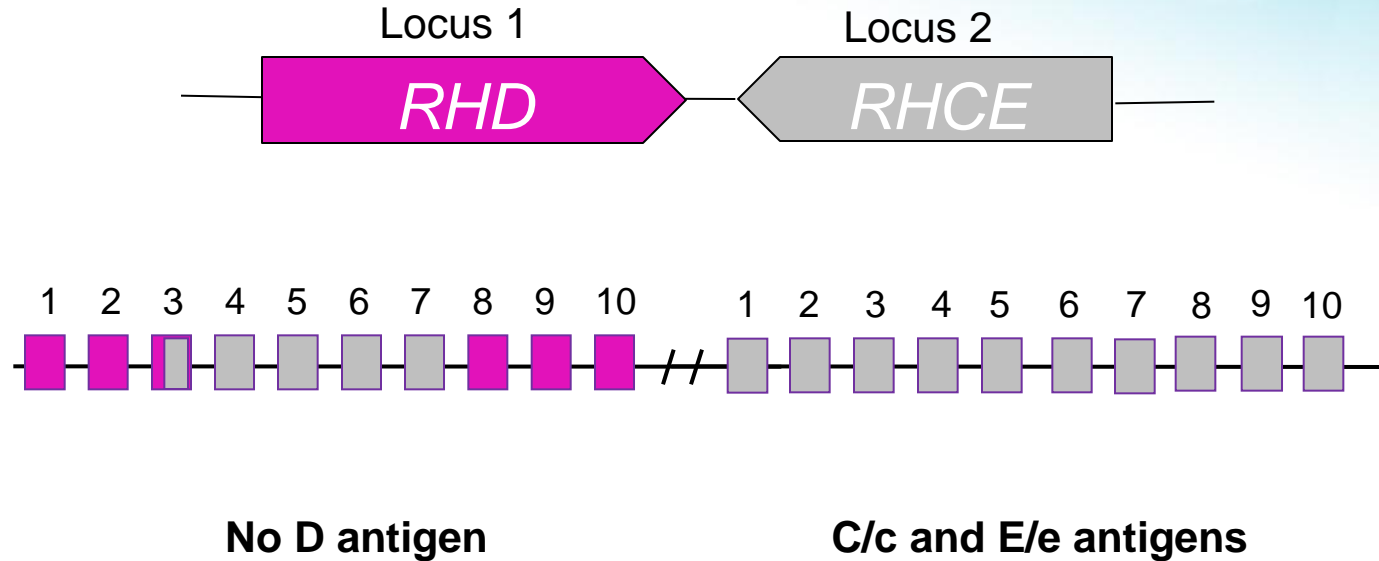 Locus 1 Locus 2
RHD RHCE
1 2 3 4 5 6 7 8 9 10 1 2 3 4 5 6 7 8 9 10
No D antigen C/c and E/e antigens